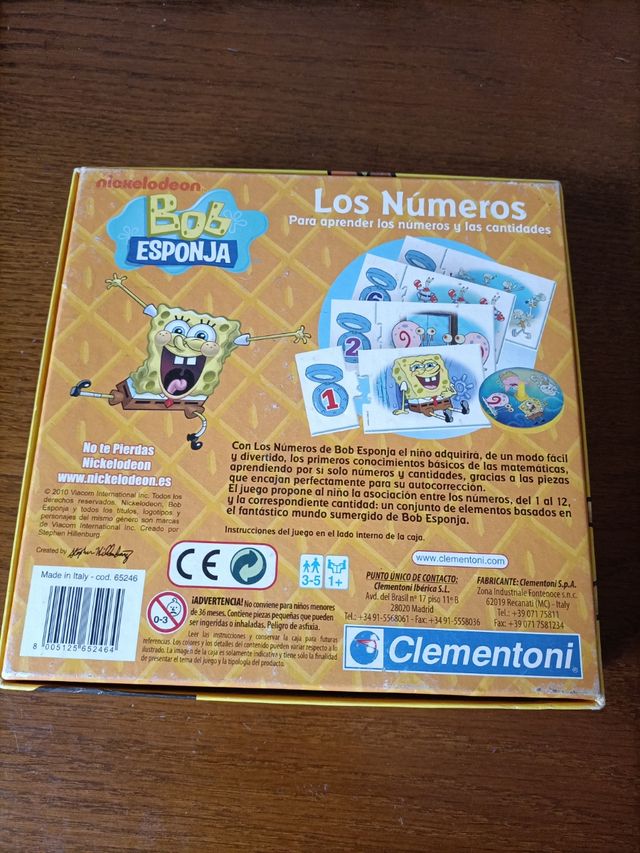 nickelodeon
Bob
ESPONJA
Los Números
Para aprender los números y las cantidades
6
2
1
No te Pierdas
Nickelodeon
www.nickelodeon.es
© 2010 Viacom International Inc. Todos los
derechos reservados. Nickelodeon, Bob
Esponja y todos los títulos, logotipos y
personajes del mismo género son marcas
de Viacom International Inc. Creado por
Stephen Hillenburg
Created by Stephen Hillenburg
Con Los Números de Bob Esponja el niño adquirirá, de un modo fácil
y divertido, los primeros conocimientos básicos de las matemáticas,
aprendiendo por si solo números y cantidades, gracias a las piezas
que encajan perfectamente para su autocorrección.
El juego propone al niño la asociación entre los números, del 1 al 12,
y la correspondiente cantidad: un conjunto de elementos basados en
el fantástico mundo sumergido de Bob Esponja.
Instrucciones del juego en el lado interno de la caja.
Made in Italy - cod. 65246
8 005125 652464
CE
3-5
1+
www.clementoni.com
0-3
¡ADVERTENCIA! No conviene para niños menores
de 36 meses. Contiene piezas pequeñas que pueden
ser ingeridas o inhaladas. Peligro de asfixia.
Leer las instrucciones y conservar la caja para futuras
referencias. Los colores y los detalles del contenido pueden variar respecto a lo
ilustrado. La imagen de la caja es solamente indicativa y tiene solo la finalidad
de presentar el tema del juego y la tipología del producto.
PUNTO ÚNICO DE CONTACTO:
Clementoni Ibérica S.L.
Avd. del Brasil nº 17 piso 11º B
28020 Madrid
Tel.: +34 91-5568061 - Fax: +34 91-5558036
FABRICANTE: Clementoni S.p.A.
Zona Industriale Fontenoce s.n.c.
62019 Recanati (MC) - Italy
Tel.: +39 071 75811
Fax: +39 071 7581234
Clementoni